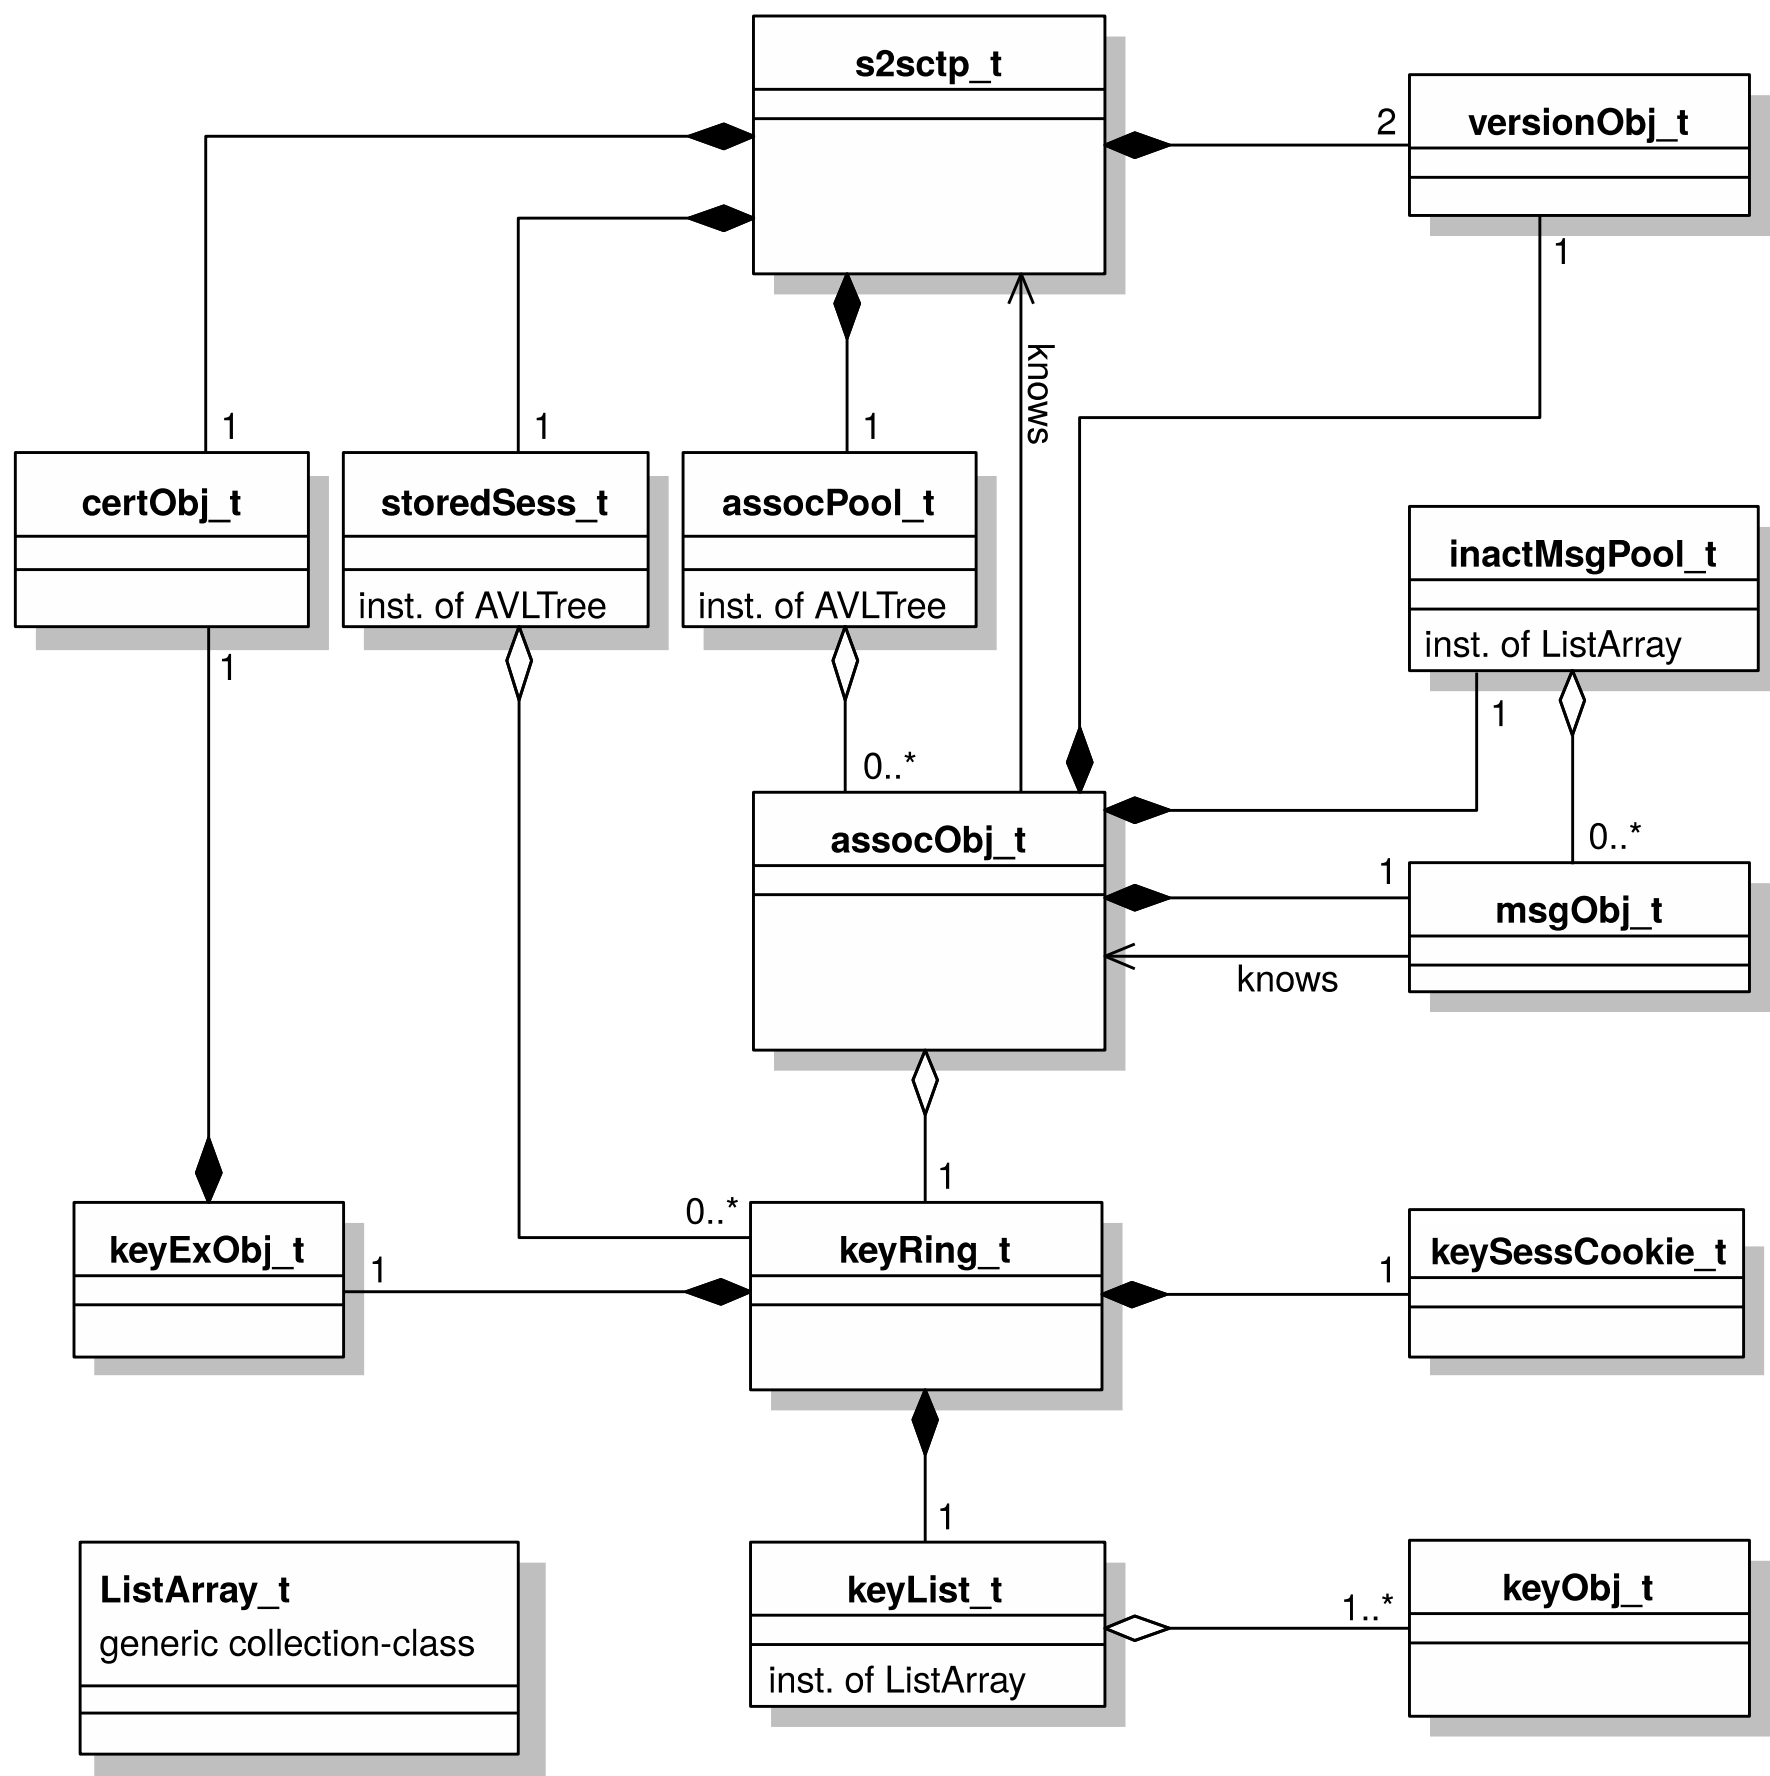 s2sctp_t
2
versionObj_t
1
knows
1
1
1
certObj_t
storedSess_t
assocPool_t
inactMsgPool_t
inst. of AVLTree
inst. of AVLTree
inst. of ListArray
1
1
0..*
0..*
assocObj_t
1
msgObj_t
knows
1
0..*
keyExObj_t
1
keyRing_t
1
keySessCookie_t
1
ListArray_t
generic collection-class
keyList_t
1..*
keyObj_t
inst. of ListArray